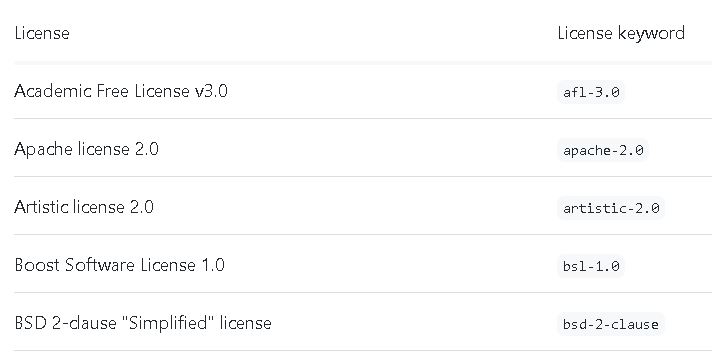 License License keyword
Academic Free License v3.0 afl-3.0
Apache license 2.0 apache-2.0
Artistic license 2.0 artistic-2.0
Boost Software License 1.0 bsl-1.0
BSD 2-clause "Simplified" license bsd-2-clause